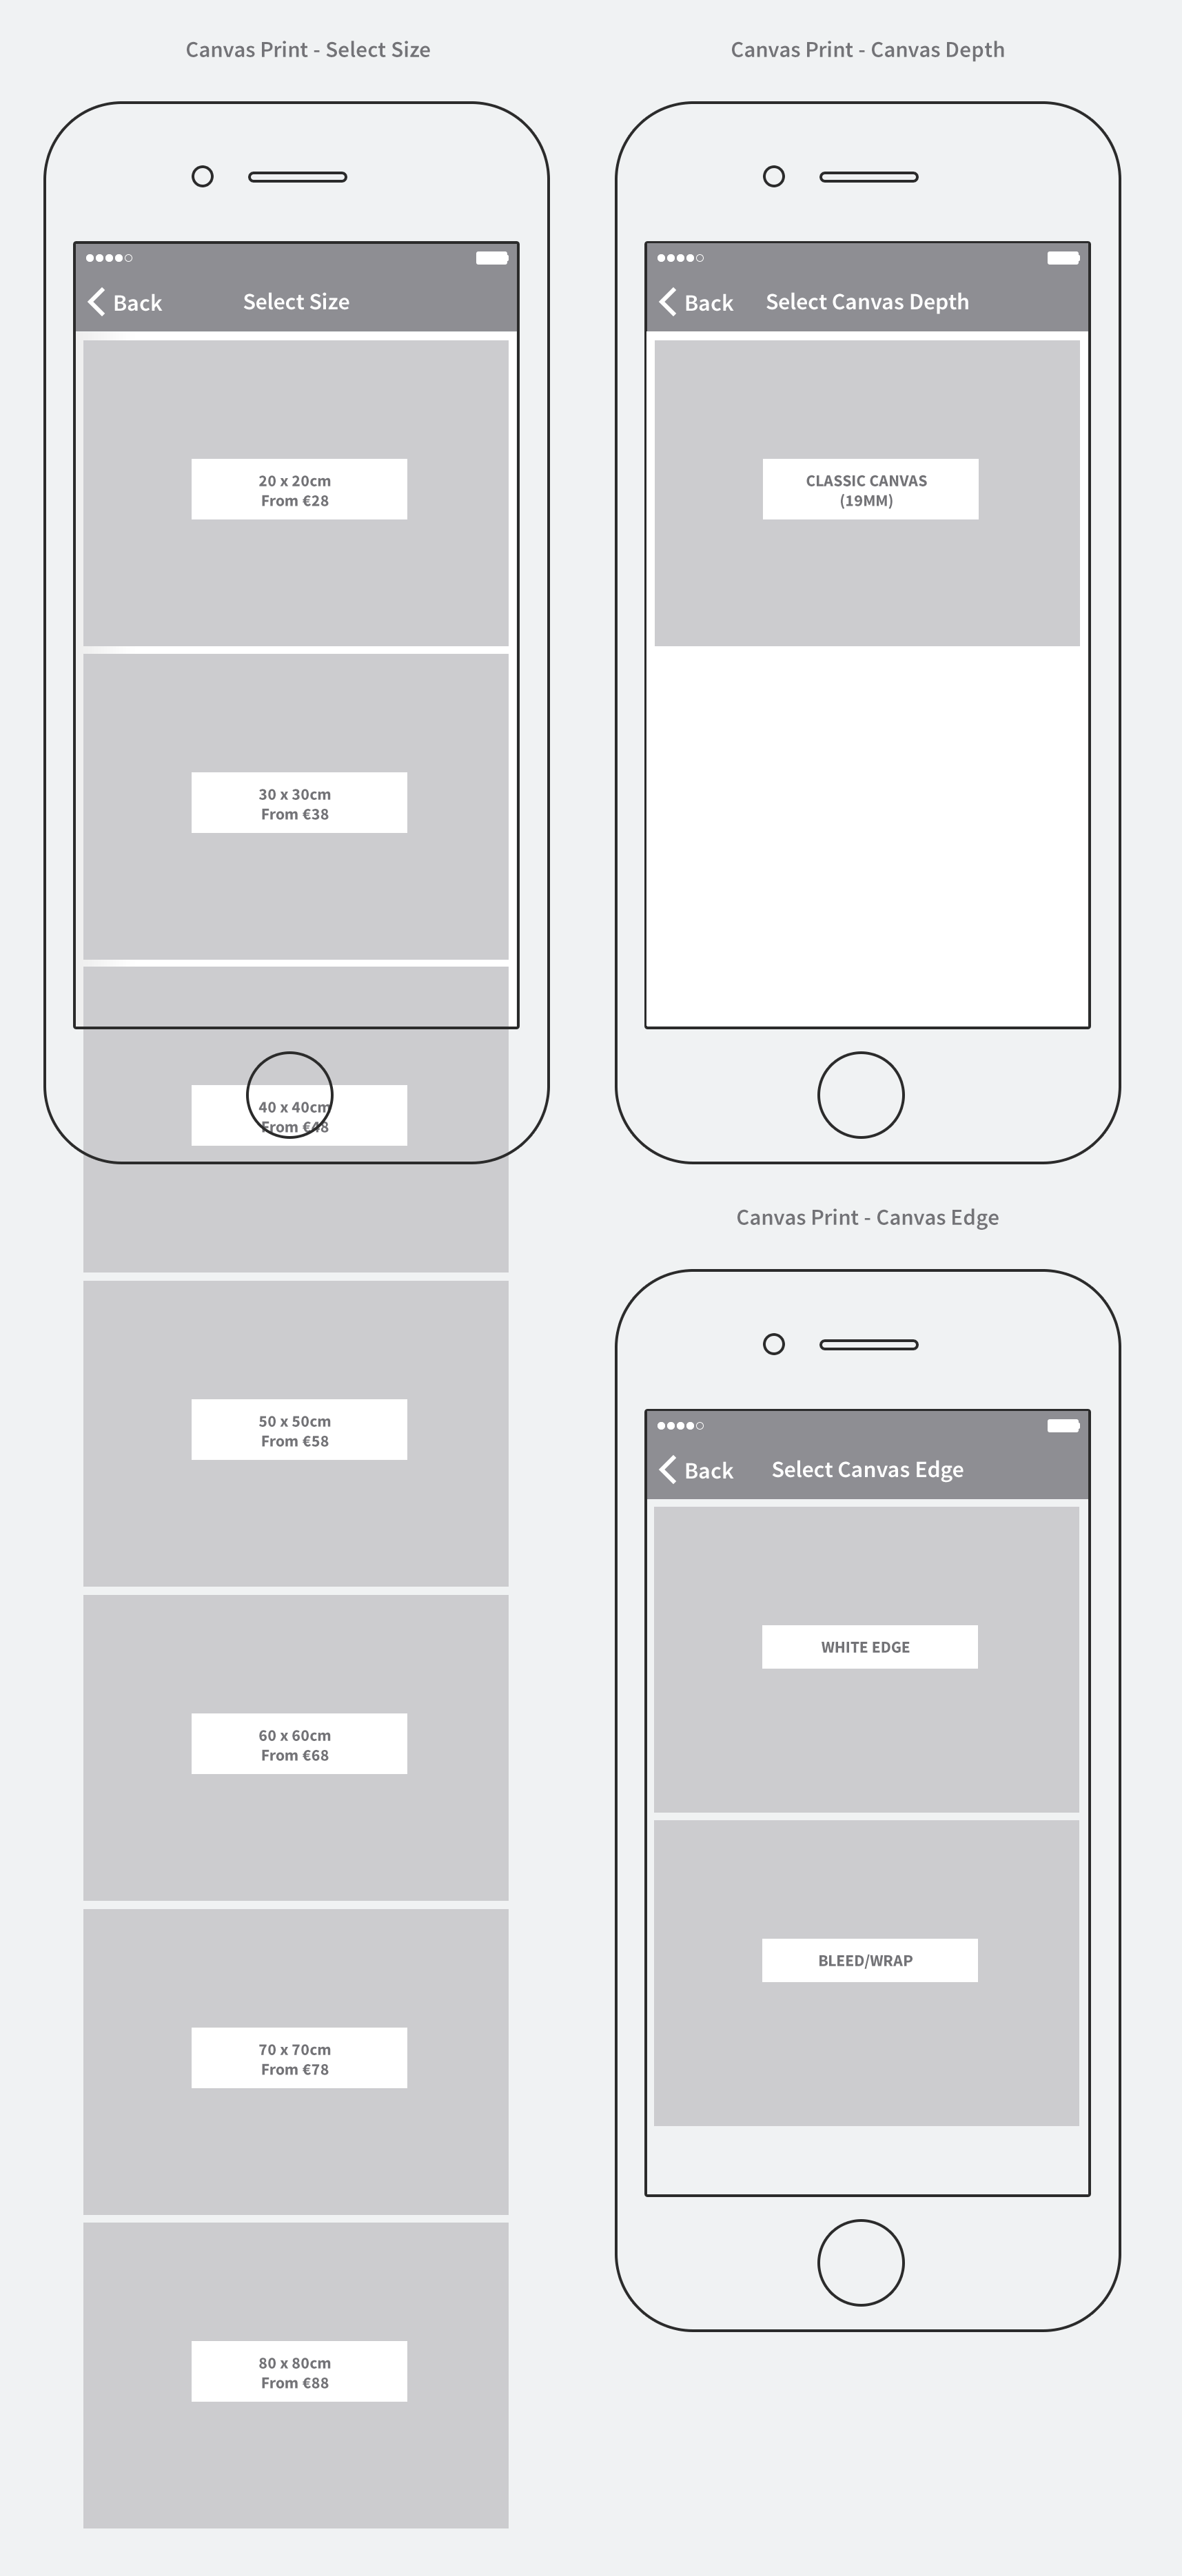 Canvas Print - Select Size
Back
Select Size
20 x 20cm
From €28
30 x 30cm
From €38
40 x 40cm
From €48
50 x 50cm
From €58
60 x 60cm
From €68
70 x 70cm
From €78
80 x 80cm
From €88
Canvas Print - Canvas Depth
Back
Select Canvas Depth
CLASSIC CANVAS
(19MM)
Canvas Print - Canvas Edge
Back
Select Canvas Edge
WHITE EDGE
BLEED/WRAP